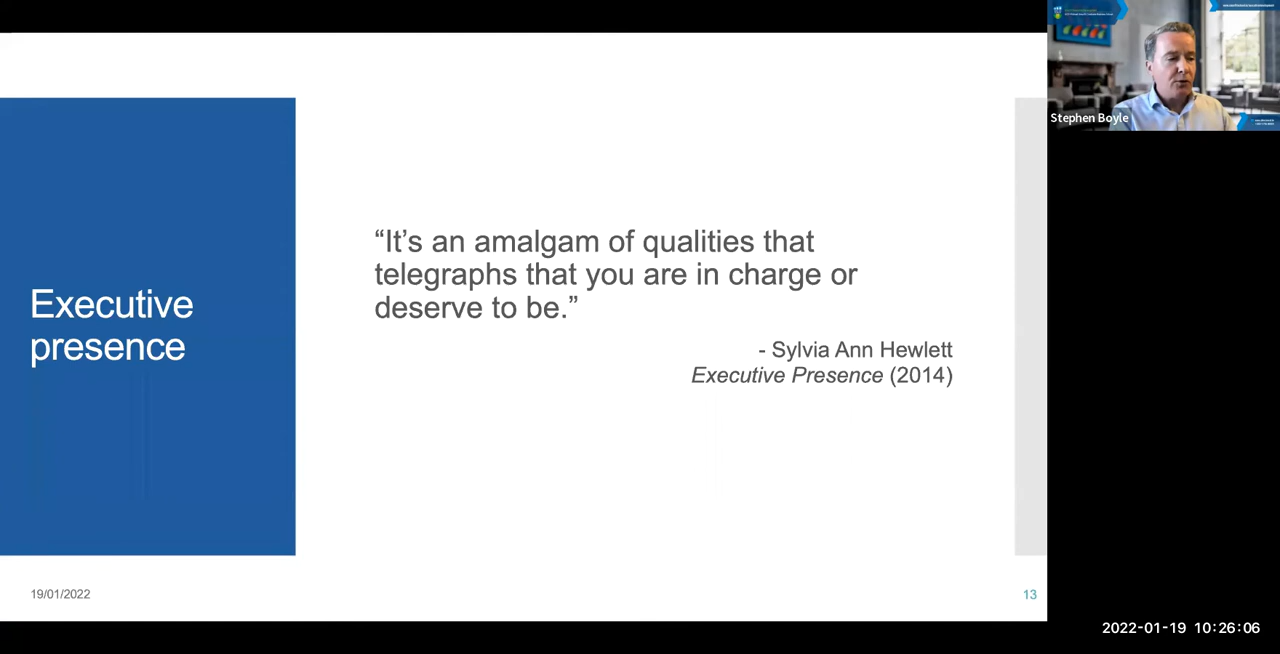 Executive
presence
“It’s an amalgam of qualities that
telegraphs that you are in charge or
deserve to be.”
- Sylvia Ann Hewlett
Executive Presence (2014)
19/01/2022
13
Stephen Boyle
2022-01-19 10:26:06